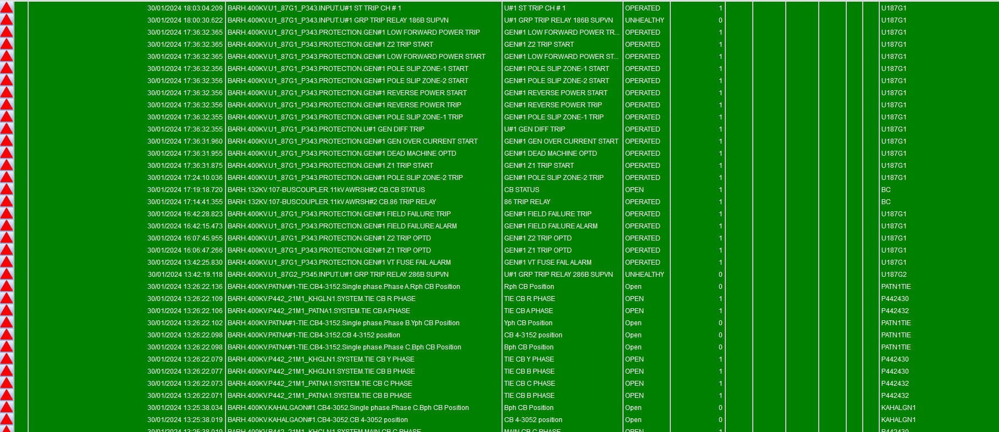 30/01/2024 18:03:04.209 BARH.400KV.U1_87G1_P343.INPUT.U#1 ST TRIP CH # 1 U#1 ST TRIP CH # 1 OPERATED 1 U187G1
30/01/2024 18:00:30.622 BARH.400KV.U1_87G1_P343.INPUT.U#1 GRP TRIP RELAY 186B SUPVN U#1 GRP TRIP RELAY 186B SUPVN UNHEALTHY 0 U187G1
30/01/2024 17:36:32.365 BARH.400KV.U1_87G1_P343.PROTECTION.GEN#1 LOW FORWARD POWER TRIP GEN#1 LOW FORWARD POWER TR... OPERATED 1 U187G1
30/01/2024 17:36:32.365 BARH.400KV.U1_87G1_P343.PROTECTION.GEN#1 Z2 TRIP START GEN#1 Z2 TRIP START OPERATED 1 U187G1
30/01/2024 17:36:32.365 BARH.400KV.U1_87G1_P343.PROTECTION.GEN#1 LOW FORWARD POWER START GEN#1 LOW FORWARD POWER ST... OPERATED 1 U187G1
30/01/2024 17:36:32.356 BARH.400KV.U1_87G1_P343.PROTECTION.GEN#1 POLE SLIP ZONE-1 START GEN#1 POLE SLIP ZONE-1 START OPERATED 1 U187G1
30/01/2024 17:36:32.356 BARH.400KV.U1_87G1_P343.PROTECTION.GEN#1 POLE SLIP ZONE-2 START GEN#1 POLE SLIP ZONE-2 START OPERATED 1 U187G1
30/01/2024 17:36:32.356 BARH.400KV.U1_87G1_P343.PROTECTION.GEN#1 REVERSE POWER START GEN#1 REVERSE POWER START OPERATED 1 U187G1
30/01/2024 17:36:32.356 BARH.400KV.U1_87G1_P343.PROTECTION.GEN#1 REVERSE POWER TRIP GEN#1 REVERSE POWER TRIP OPERATED 1 U187G1
30/01/2024 17:36:32.355 BARH.400KV.U1_87G1_P343.PROTECTION.GEN#1 POLE SLIP ZONE-1 TRIP GEN#1 POLE SLIP ZONE-1 TRIP OPERATED 1 U187G1
30/01/2024 17:36:32.355 BARH.400KV.U1_87G1_P343.PROTECTION.U#1 GEN DIFF TRIP U#1 GEN DIFF TRIP OPERATED 1 U187G1
30/01/2024 17:36:31.960 BARH.400KV.U1_87G1_P343.PROTECTION.GEN#1 GEN OVER CURRENT START GEN#1 GEN OVER CURRENT START OPERATED 1 U187G1
30/01/2024 17:36:31.955 BARH.400KV.U1_87G1_P343.PROTECTION.GEN#1 DEAD MACHINE OPTD GEN#1 DEAD MACHINE OPTD OPERATED 1 U187G1
30/01/2024 17:36:31.875 BARH.400KV.U1_87G1_P343.PROTECTION.GEN#1 Z1 TRIP START GEN#1 Z1 TRIP START OPERATED 1 U187G1
30/01/2024 17:24:10.036 BARH.400KV.U1_87G1_P343.PROTECTION.GEN#1 POLE SLIP ZONE-2 TRIP GEN#1 POLE SLIP ZONE-2 TRIP OPERATED 1 U187G1
30/01/2024 17:19:18.720 BARH.132KV.107-BUSCOUPLER.11kV AWRSH#2 CB.CB STATUS CB STATUS OPEN 1 BC
30/01/2024 17:14:41.355 BARH.132KV.107-BUSCOUPLER.11kV AWRSH#2 CB.86 TRIP RELAY 86 TRIP RELAY OPERATED 1 BC
30/01/2024 16:42:28.823 BARH.400KV.U1_87G1_P343.PROTECTION.GEN#1 FIELD FAILURE TRIP GEN#1 FIELD FAILURE TRIP OPERATED 1 U187G1
30/01/2024 16:42:15.473 BARH.400KV.U1_87G1_P343.PROTECTION.GEN#1 FIELD FAILURE ALARM GEN#1 FIELD FAILURE ALARM OPERATED 1 U187G1
30/01/2024 16:07:45.955 BARH.400KV.U1_87G1_P343.PROTECTION.GEN#1 Z2 TRIP OPTD GEN#1 Z2 TRIP OPTD OPERATED 1 U187G1
30/01/2024 16:06:47.266 BARH.400KV.U1_87G1_P343.PROTECTION.GEN#1 Z1 TRIP OPTD GEN#1 Z1 TRIP OPTD OPERATED 1 U187G1
30/01/2024 13:42:25.830 BARH.400KV.U1_87G1_P343.PROTECTION.GEN#1 VT FUSE FAIL ALARM GEN#1 VT FUSE FAIL ALARM OPERATED 1 U187G1
30/01/2024 13:42:19.118 BARH.400KV.U1_87G2_P345.INPUT.U#1 GRP TRIP RELAY 286B SUPVN U#1 GRP TRIP RELAY 286B SUPVN UNHEALTHY 0 U187G2
30/01/2024 13:26:22.136 BARH.400KV.PATNA#1-TIE.CB4-3152.Single phase.Phase A.Rph CB Position Rph CB Position Open 0 PATN1TIE
30/01/2024 13:26:22.109 BARH.400KV.P442_21M1_KHGLN1.SYSTEM.TIE CB R PHASE TIE CB R PHASE OPEN 1 P442430
30/01/2024 13:26:22.106 BARH.400KV.P442_21M1_PATNA1.SYSTEM.TIE CB A PHASE TIE CB A PHASE OPEN 1 P442432
30/01/2024 13:26:22.102 BARH.400KV.PATNA#1-TIE.CB4-3152.Single phase.Phase B.Yph CB Position Yph CB Position Open 0 PATN1TIE
30/01/2024 13:26:22.098 BARH.400KV.PATNA#1-TIE.CB4-3152.CB 4-3152 position CB 4-3152 position Open 0 PATN1TIE
30/01/2024 13:26:22.098 BARH.400KV.PATNA#1-TIE.CB4-3152.Single phase.Phase C.Bph CB Position Bph CB Position Open 0 PATN1TIE
30/01/2024 13:26:22.079 BARH.400KV.P442_21M1_KHGLN1.SYSTEM.TIE CB Y PHASE TIE CB Y PHASE OPEN 1 P442430
30/01/2024 13:26:22.077 BARH.400KV.P442_21M1_KHGLN1.SYSTEM.TIE CB B PHASE TIE CB B PHASE OPEN 1 P442430
30/01/2024 13:26:22.073 BARH.400KV.P442_21M1_PATNA1.SYSTEM.TIE CB C PHASE TIE CB C PHASE OPEN 1 P442432
30/01/2024 13:26:22.071 BARH.400KV.P442_21M1_PATNA1.SYSTEM.TIE CB B PHASE TIE CB B PHASE OPEN 1 P442432
30/01/2024 13:25:38.034 BARH.400KV.KAHALGAON#1.CB4-3052.Single phase.Phase C.Bph CB Position Bph CB Position Open 0 KAHALGN1
30/01/2024 13:25:38.019 BARH.400KV.KAHALGAON#1.CB4-3052.CB 4-3052 position CB 4-3052 position Open 0 KAHALGN1
30/01/2024 13:25:38.019 BARH.400KV.P442_21M1_KHGLN1.SYSTEM.MAIN CB C PHASE MAIN CB C PHASE OPEN 1 P442430